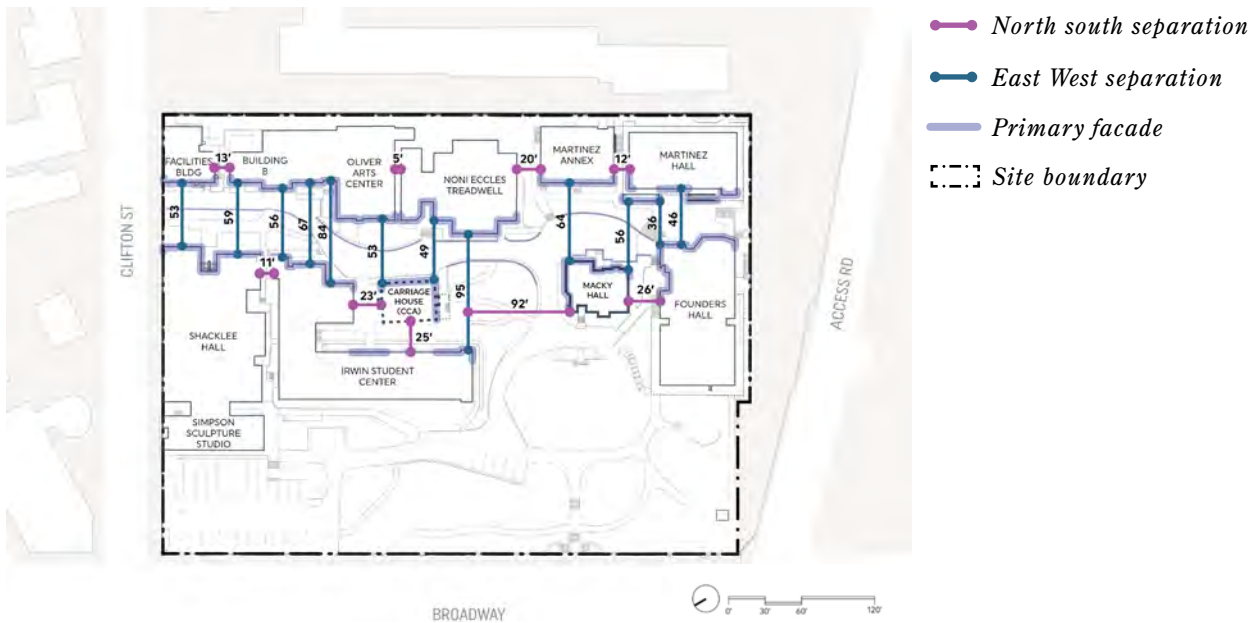 North south separation
East West separation
Primary facade
Site boundary
FACILITIES
BLDG
13'
BUILDING
B
OLIVER
ARTS
CENTER
5'
NONI ECCLES
TREADWELL
20'
MARTINEZ
ANNEX
12'
MARTINEZ
HALL
53
59
56
67
84
53
49
95
64
56
36
46
CLIFTON ST
11'
23'
CARRIAGE
HOUSE
(CCA)
25'
92'
MACKY
HALL
26'
FOUNDERS
HALL
ACCESS RD
SHACKLEE
HALL
IRWIN STUDENT
CENTER
SIMPSON
SCULPTURE
STUDIO
BROADWAY
0'
30'
60'
120'